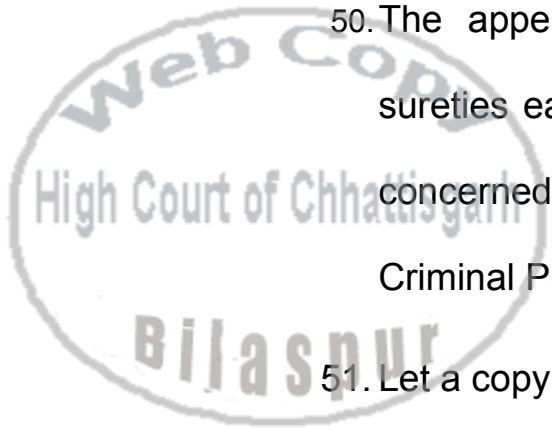 Web Copy
High Court of Chhattisgarh
Bilaspur
50. The appe
sureties ea
concerned
Criminal P
51. Let a copy